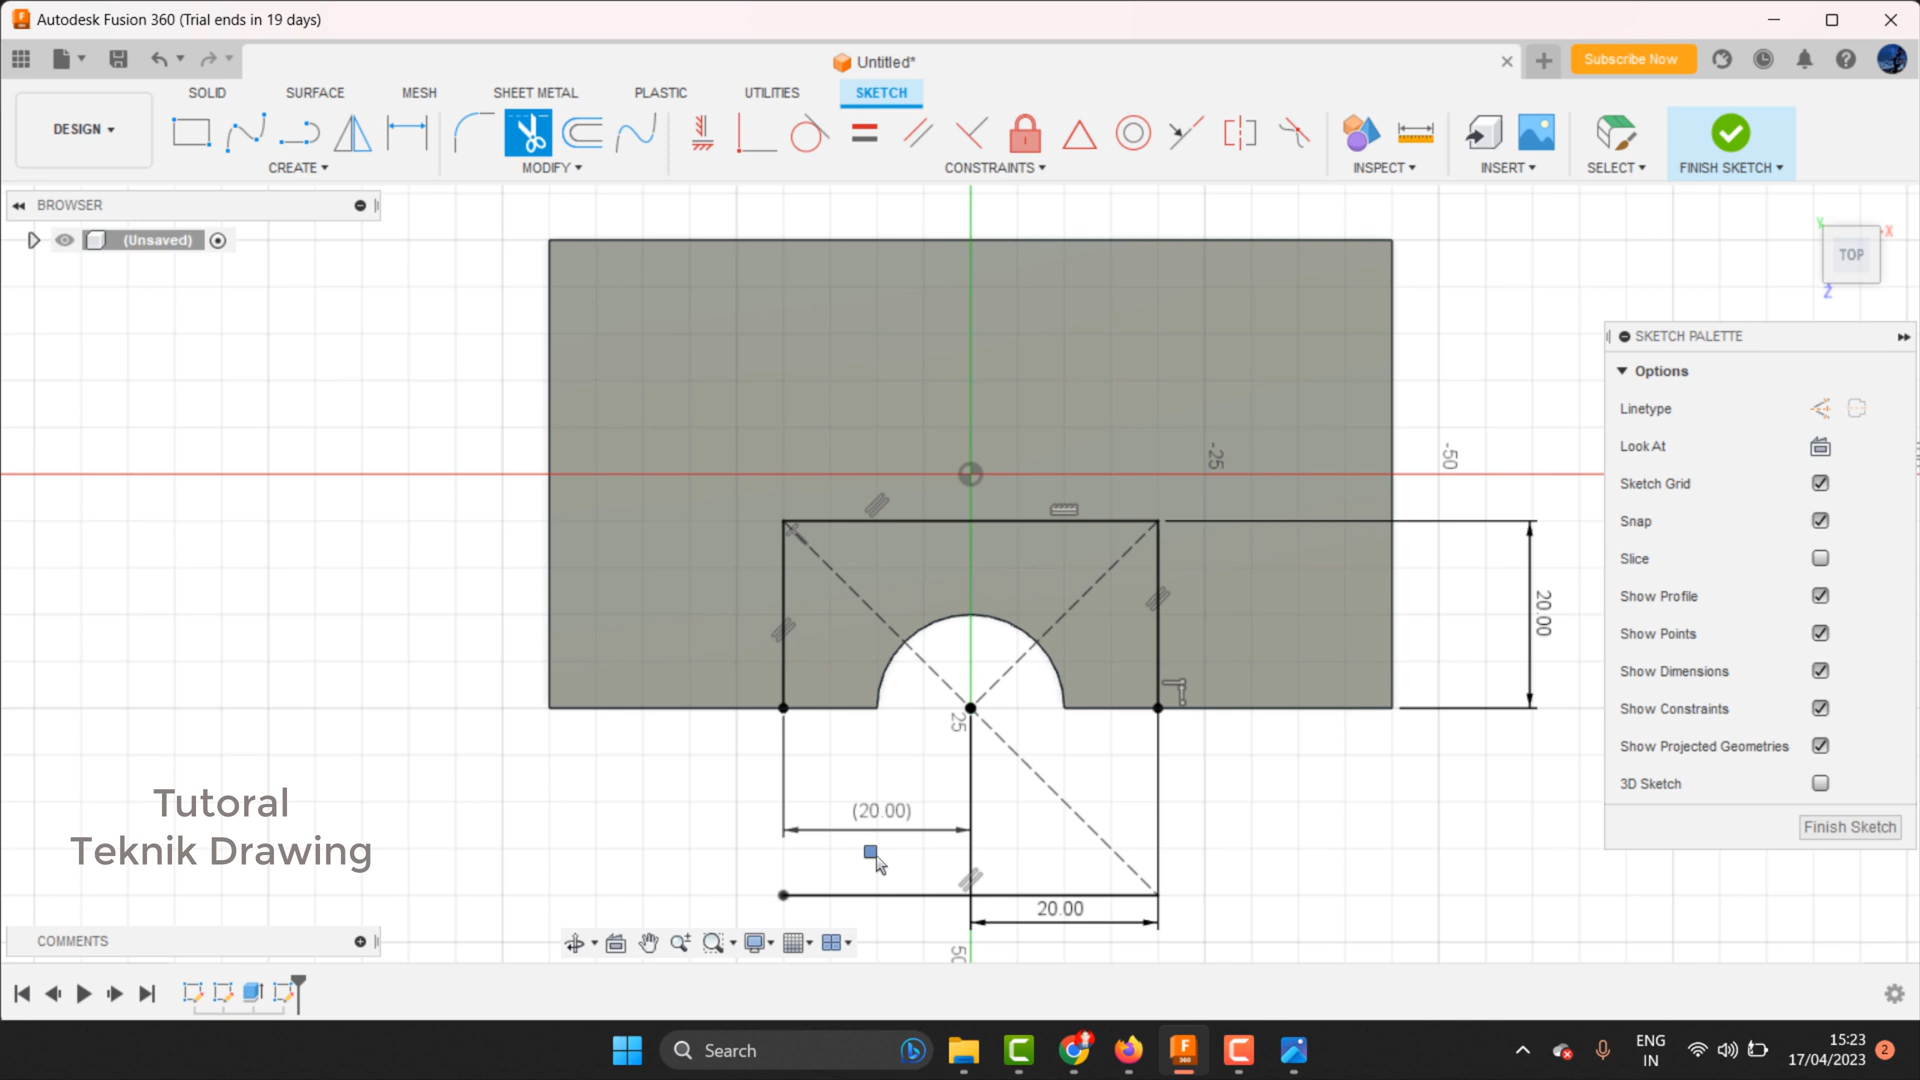 Autodesk Fusion 360 (Trial ends in 19 days)
Untitled*
Subscribe Now
DESIGN
SOLID
SURFACE
MESH
SHEET METAL
PLASTIC
UTILITIES
SKETCH
CREATE
MODIFY
CONSTRAINTS
INSPECT
INSERT
SELECT
FINISH SKETCH
BROWSER
(Unsaved)
Y
X
TOP
Z
SKETCH PALETTE
Options
Linetype
Look At
Sketch Grid
Snap
Slice
Show Profile
Show Points
Show Dimensions
Show Constraints
Show Projected Geometries
3D Sketch
Finish Sketch
-25
-50
20.00
25
(20.00)
20.00
50
Tutoral
Teknik Drawing
COMMENTS
F
360
Search
ENG
IN
15:23
17/04/2023
2